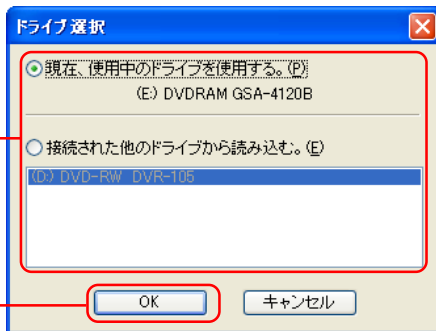 ドライブ選択
現在、使用中のドライブを使用する。(P)
(E:) DVDRAM GSA-4120B
接続された他のドライブから読み込む。(E)
(D:) DVD-RW DVR-105
OK
キャンセル